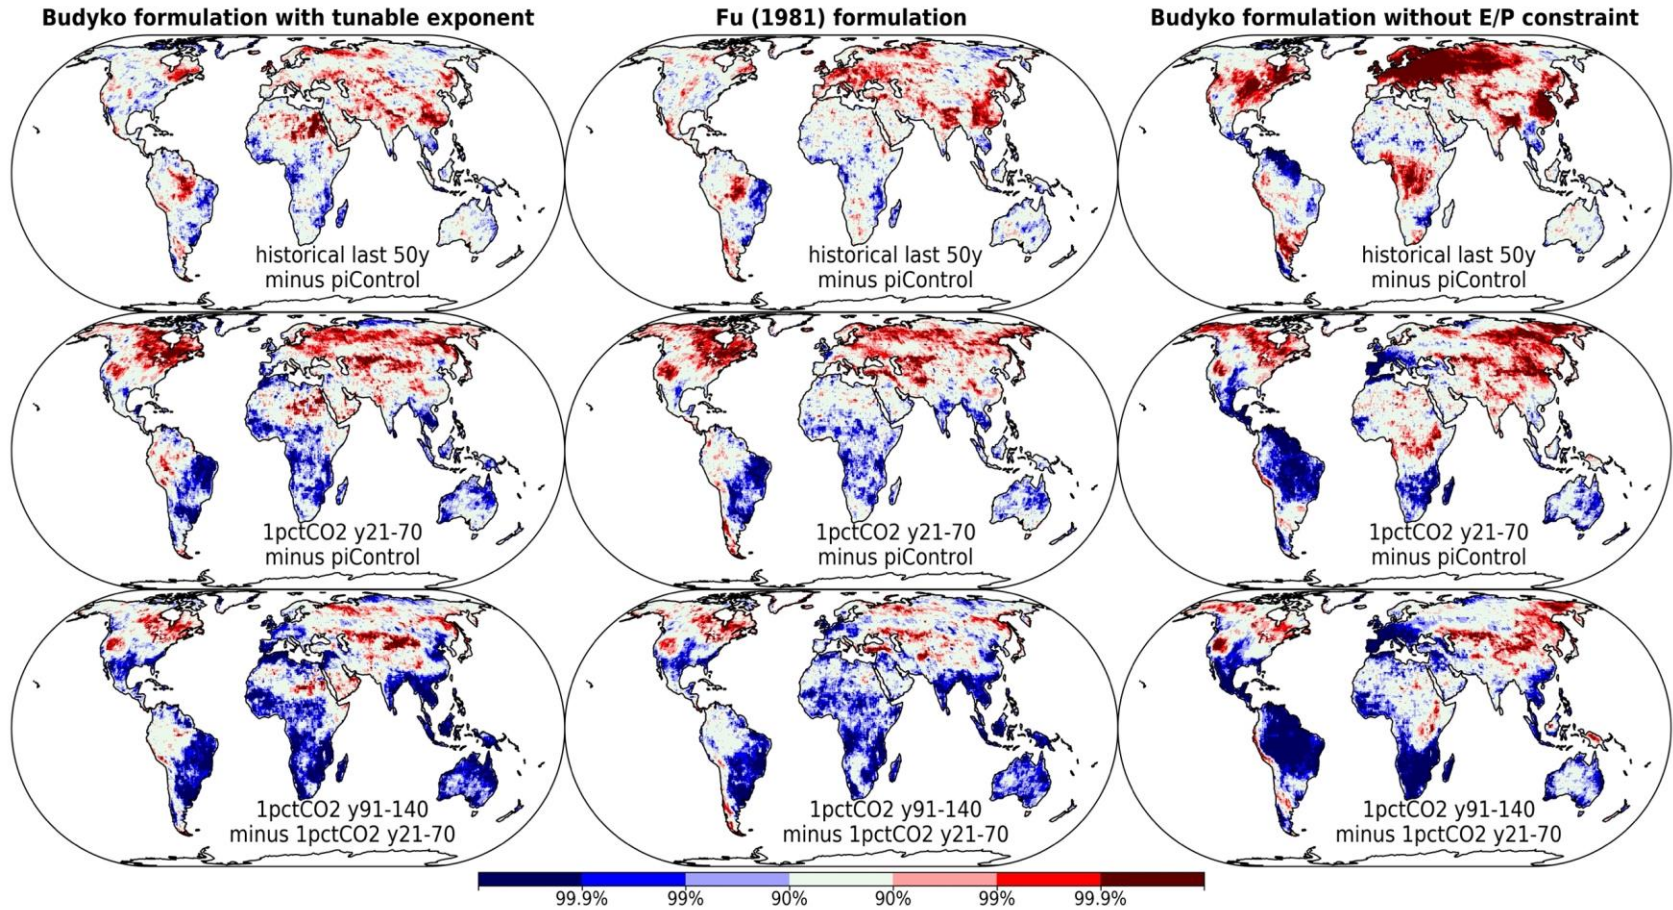 Budyko formulation with tunable exponent
Fu (1981) formulation
Budyko formulation without E/P constraint
historical last 50y
minus piControl
historical last 50y
minus piControl
historical last 50y
minus piControl
1pctCO2 y21-70
minus piControl
1pctCO2 y21-70
minus piControl
1pctCO2 y21-70
minus piControl
1pctCO2 y91-140
minus 1pctCO2 y21-70
1pctCO2 y91-140
minus 1pctCO2 y21-70
1pctCO2 y91-140
minus 1pctCO2 y21-70
99.9% 99% 90% 90% 99% 99.9%